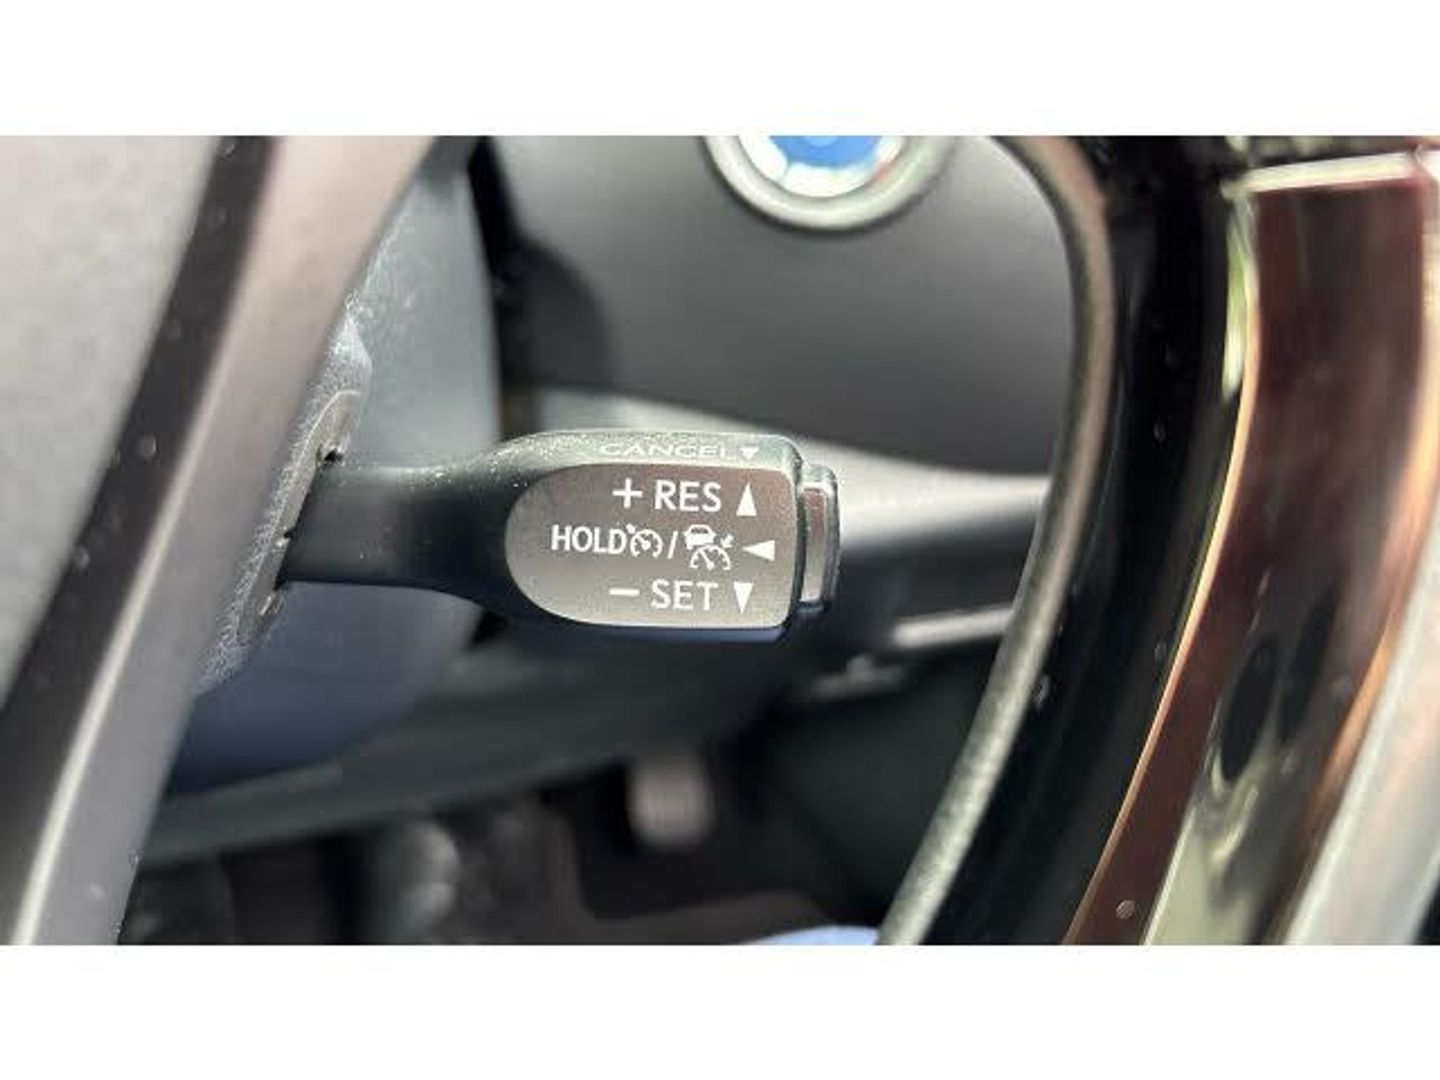 CANCEL▼
+ RES ▲
HOLD / ◀
− SET ▼